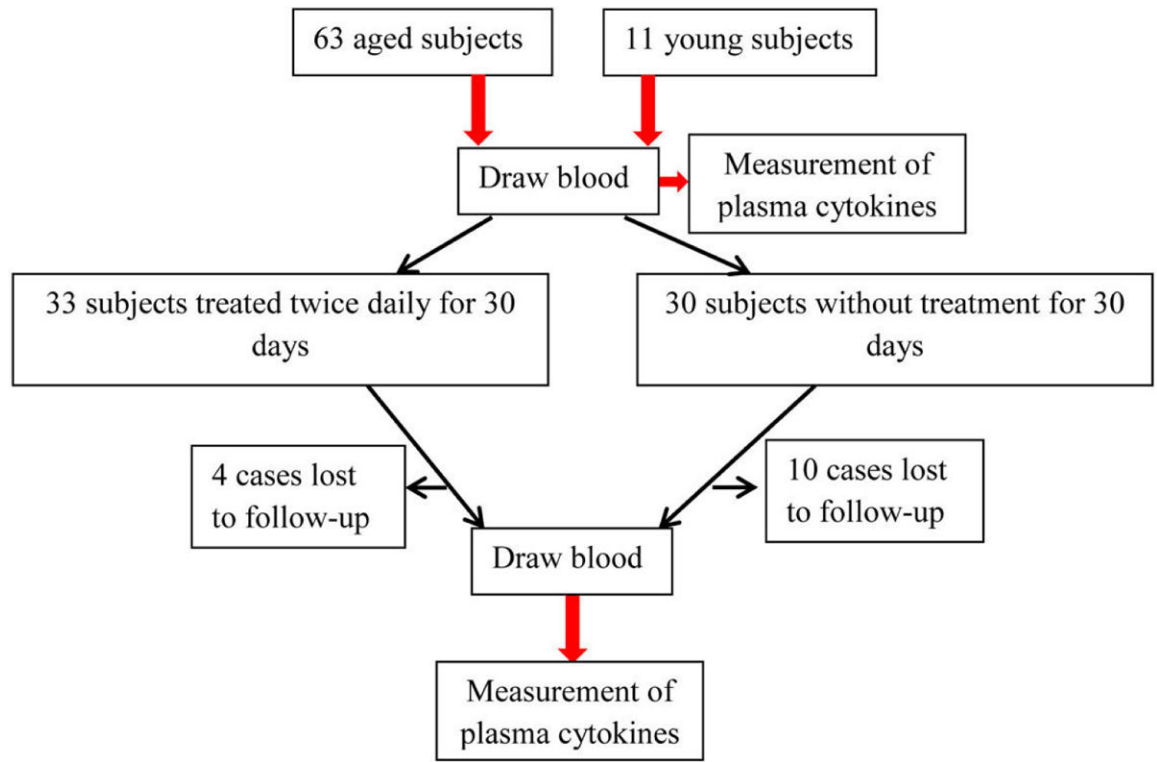 63 aged subjects
11 young subjects
Draw blood
Measurement of
plasma cytokines
33 subjects treated twice daily for 30
days
30 subjects without treatment for 30
days
4 cases lost
to follow-up
10 cases lost
to follow-up
Draw blood
Measurement of
plasma cytokines